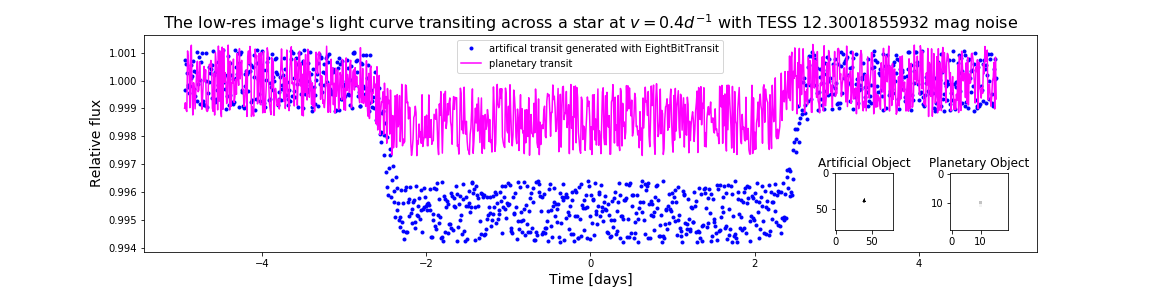 The low-res image's light curve transiting across a star at v = 0.4d⁻¹ with TESS 12.3001855932 mag noise
artifical transit generated with EightBitTransit
planetary transit
Relative flux
1.001
1.000
0.999
0.998
0.997
0.996
0.995
0.994
Artificial Object
0
50
0 50
Planetary Object
0
10
0 10
−4 −2 0 2 4
Time [days]